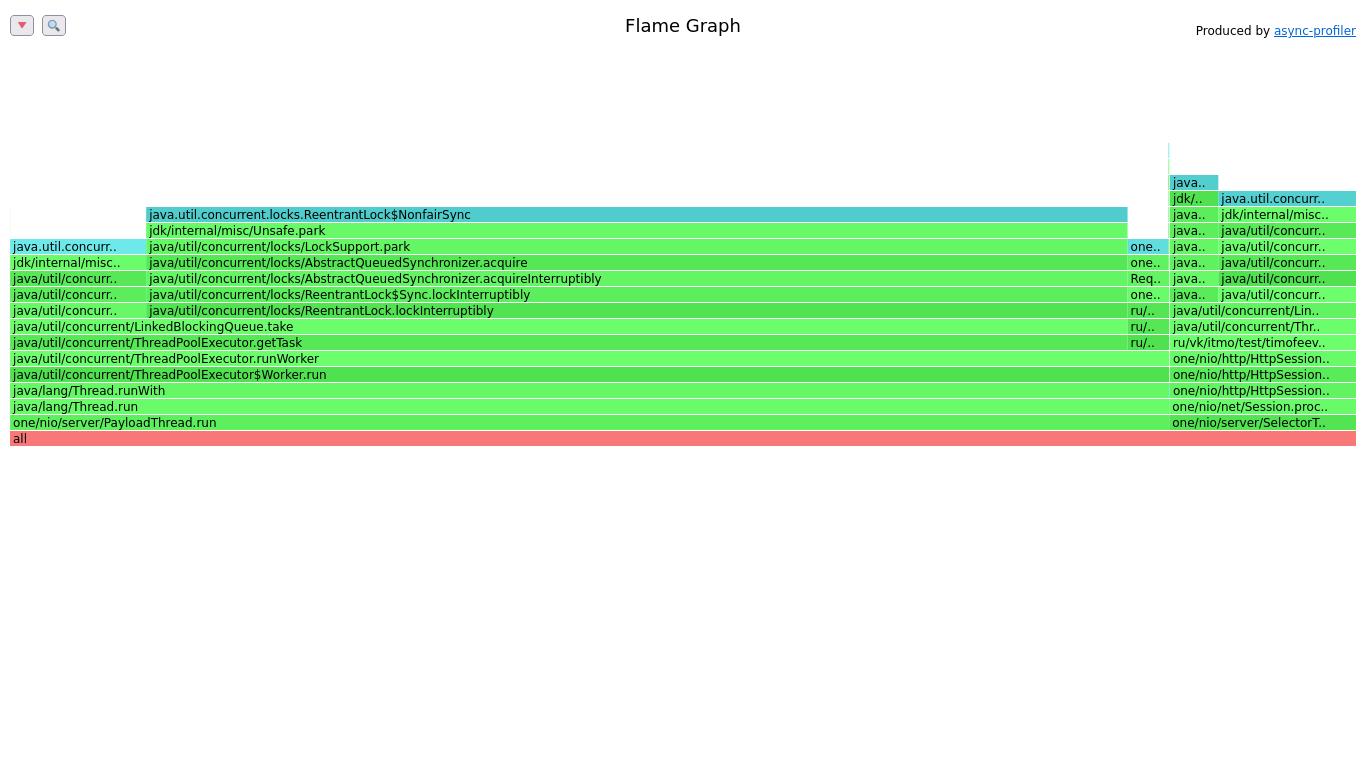 Flame Graph
Produced by async-profiler
java..
jdk/.. java.util.concurr..
java.util.concurrent.locks.ReentrantLock$NonfairSync java.. jdk/internal/misc..
jdk/internal/misc/Unsafe.park java.. java/util/concurr..
java.util.concurr.. java/util/concurrent/locks/LockSupport.park one.. java.. java/util/concurr..
jdk/internal/misc.. java/util/concurrent/locks/AbstractQueuedSynchronizer.acquire one.. java.. java/util/concurr..
java/util/concurr.. java/util/concurrent/locks/AbstractQueuedSynchronizer.acquireInterruptibly Req.. java.. java/util/concurr..
java/util/concurr.. java/util/concurrent/locks/ReentrantLock$Sync.lockInterruptibly one.. java.. java/util/concurr..
java/util/concurr.. java/util/concurrent/locks/ReentrantLock.lockInterruptibly ru/.. java/util/concurrent/Lin..
java/util/concurrent/LinkedBlockingQueue.take ru/.. java/util/concurrent/Thr..
java/util/concurrent/ThreadPoolExecutor.getTask ru/.. ru/vk/itmo/test/timofeev..
java/util/concurrent/ThreadPoolExecutor.runWorker one/nio/http/HttpSession..
java/util/concurrent/ThreadPoolExecutor$Worker.run one/nio/http/HttpSession..
java/lang/Thread.runWith one/nio/http/HttpSession..
java/lang/Thread.run one/nio/net/Session.proc..
one/nio/server/PayloadThread.run one/nio/server/SelectorT..
all